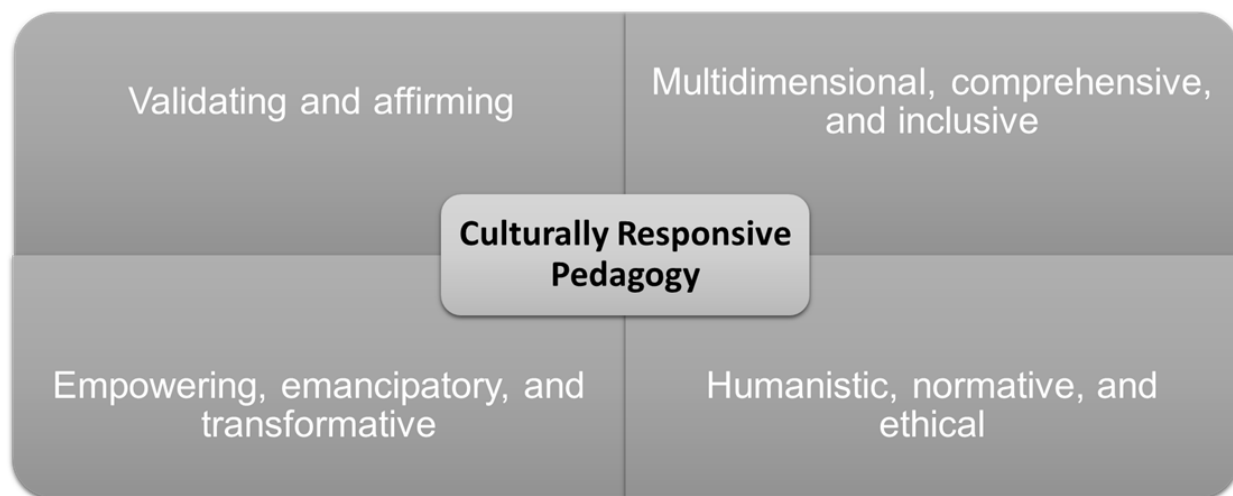 Validating and affirming
Multidimensional, comprehensive,
and inclusive
Culturally Responsive
Pedagogy
Empowering, emancipatory, and
transformative
Humanistic, normative, and
ethical